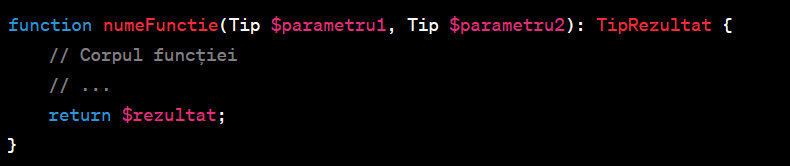 function numeFunctie(Tip $parametru1, Tip $parametru2): TipRezultat {
    // Corpul funcției
    // ...
    return $rezultat;
}